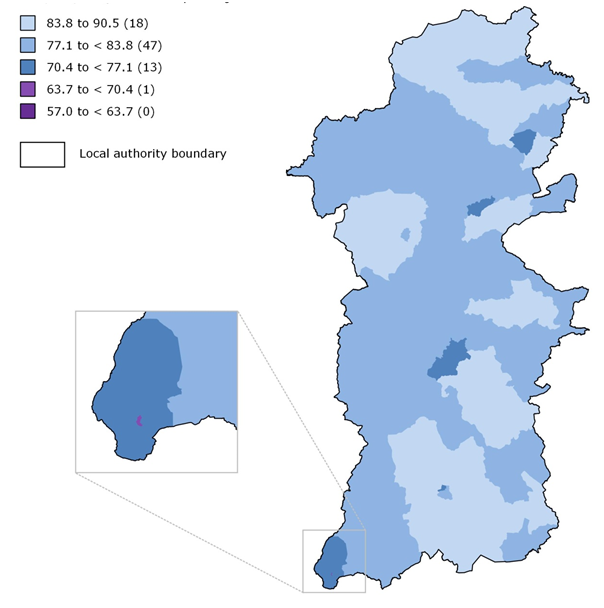 83.8 to 90.5 (18)
77.1 to < 83.8 (47)
70.4 to < 77.1 (13)
63.7 to < 70.4 (1)
57.0 to < 63.7 (0)
Local authority boundary